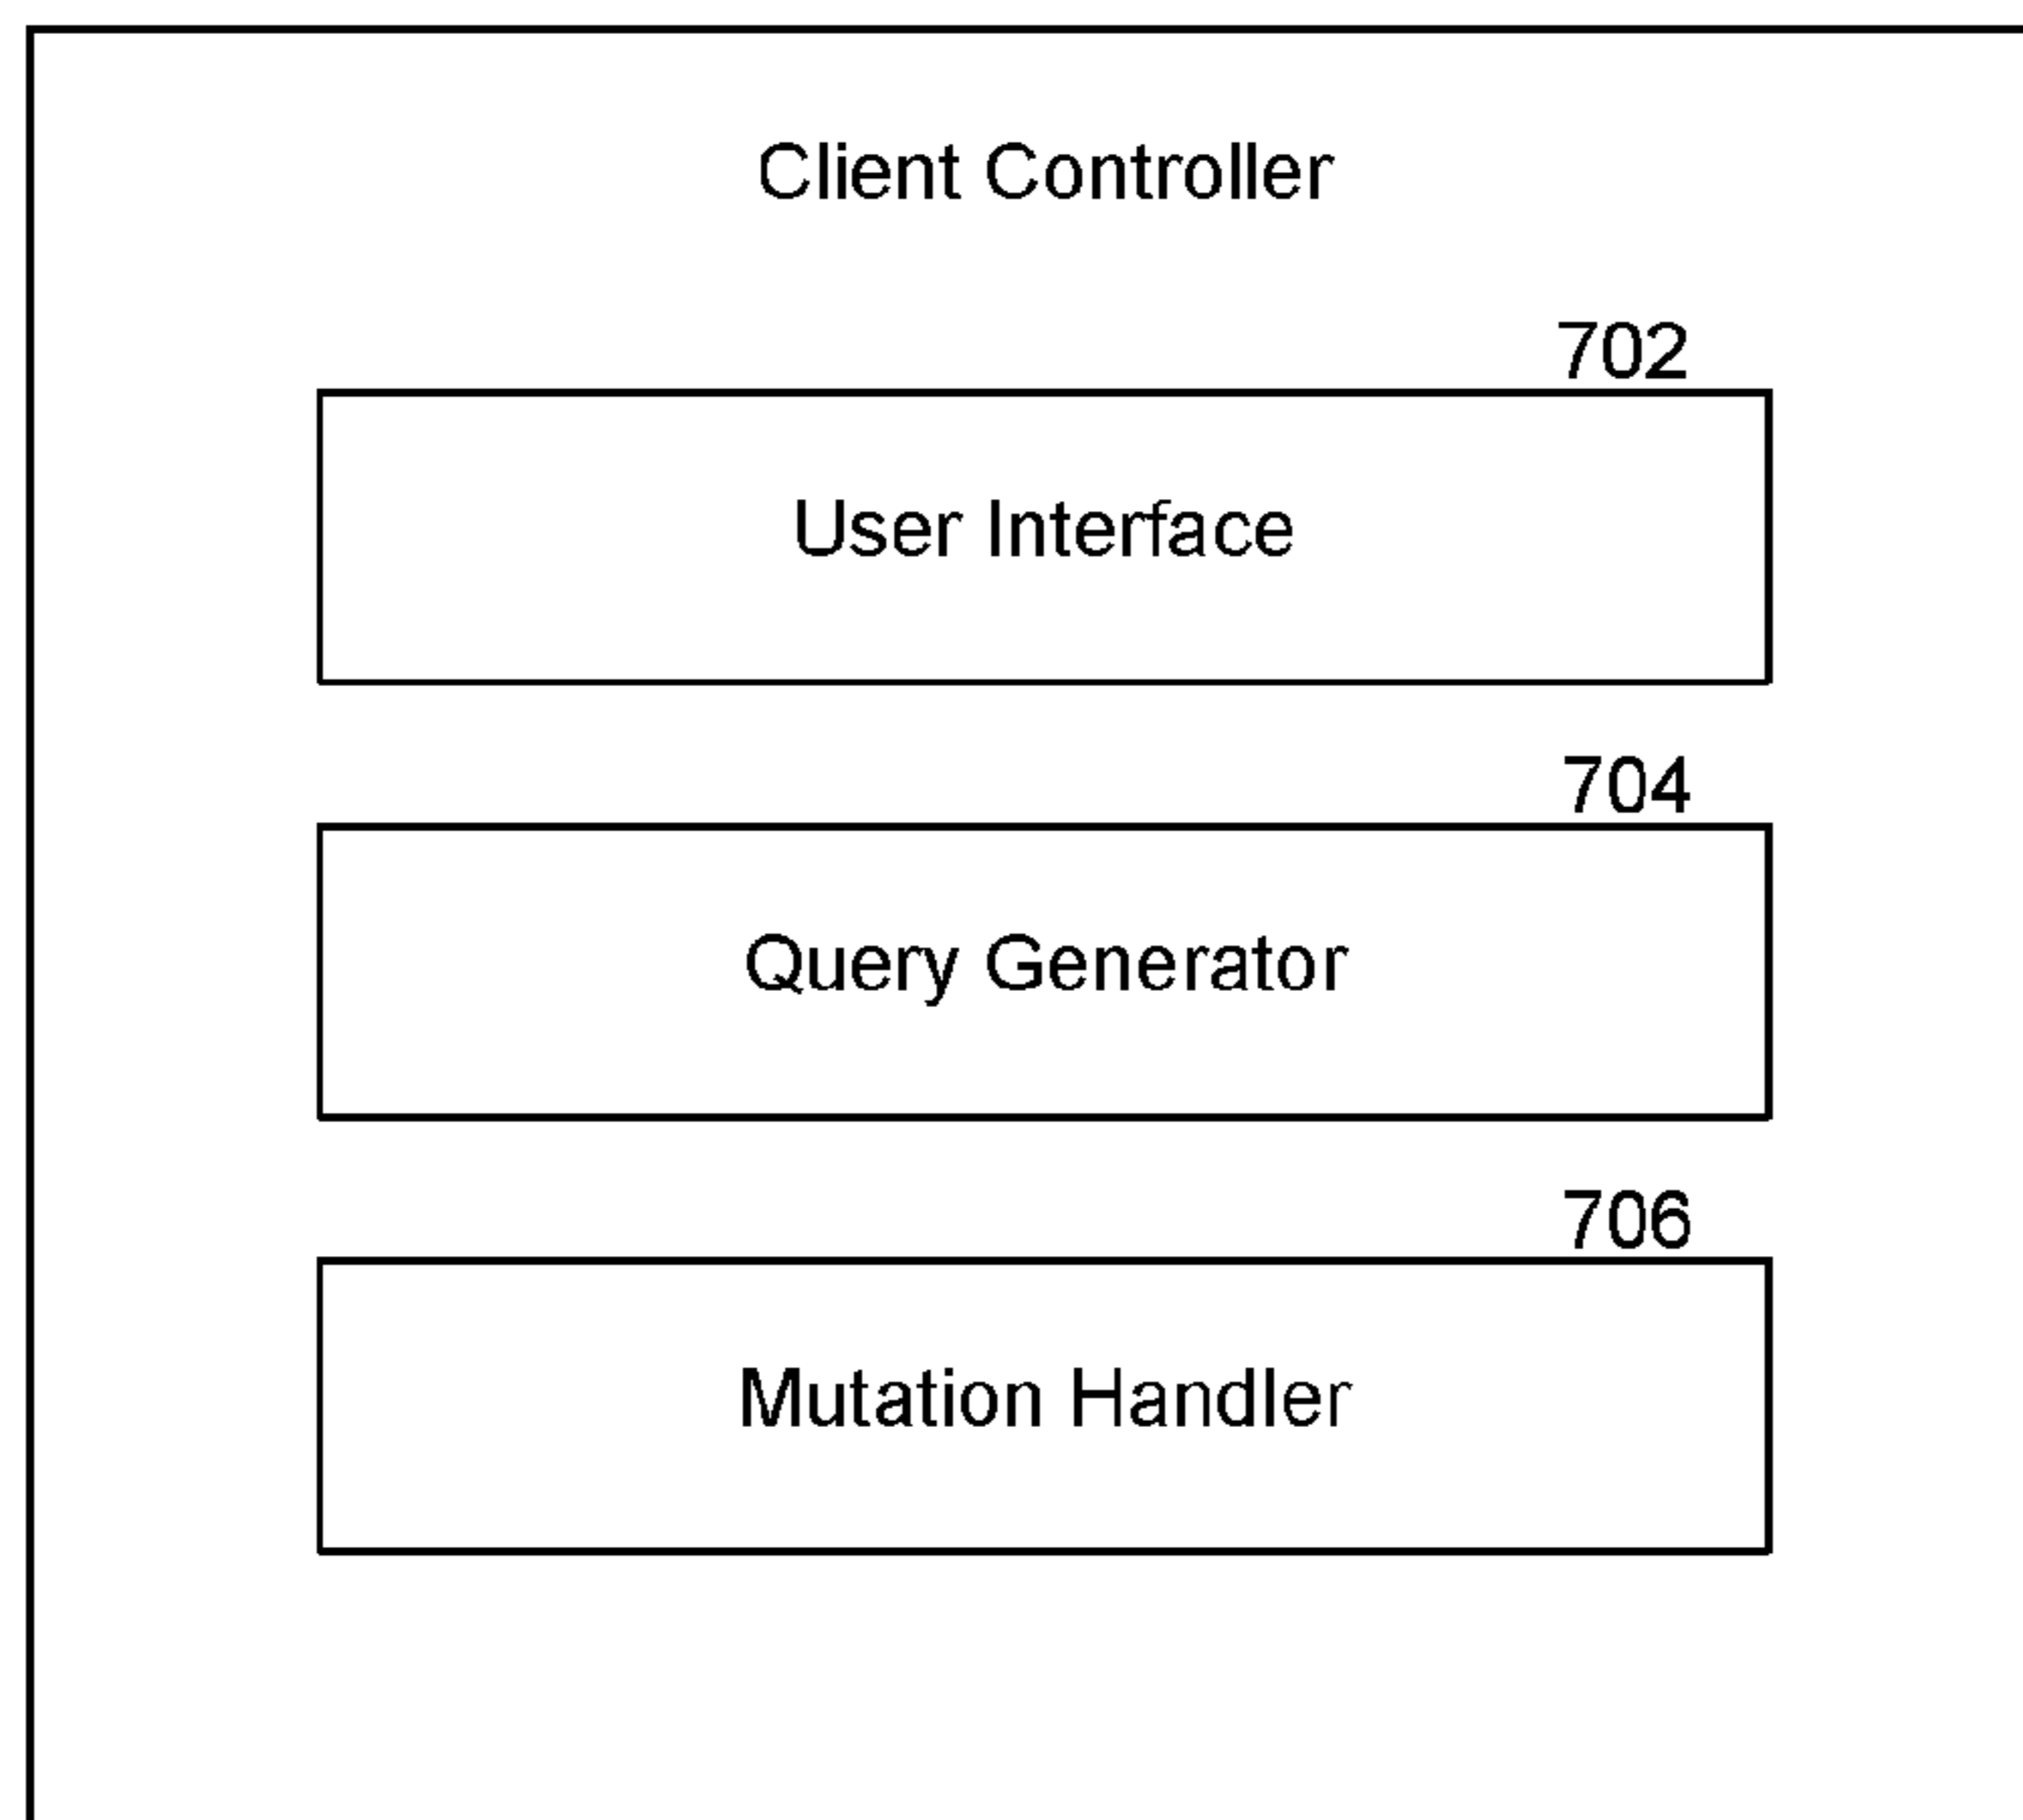 Client Controller
702
User Interface
704
Query Generator
706
Mutation Handler